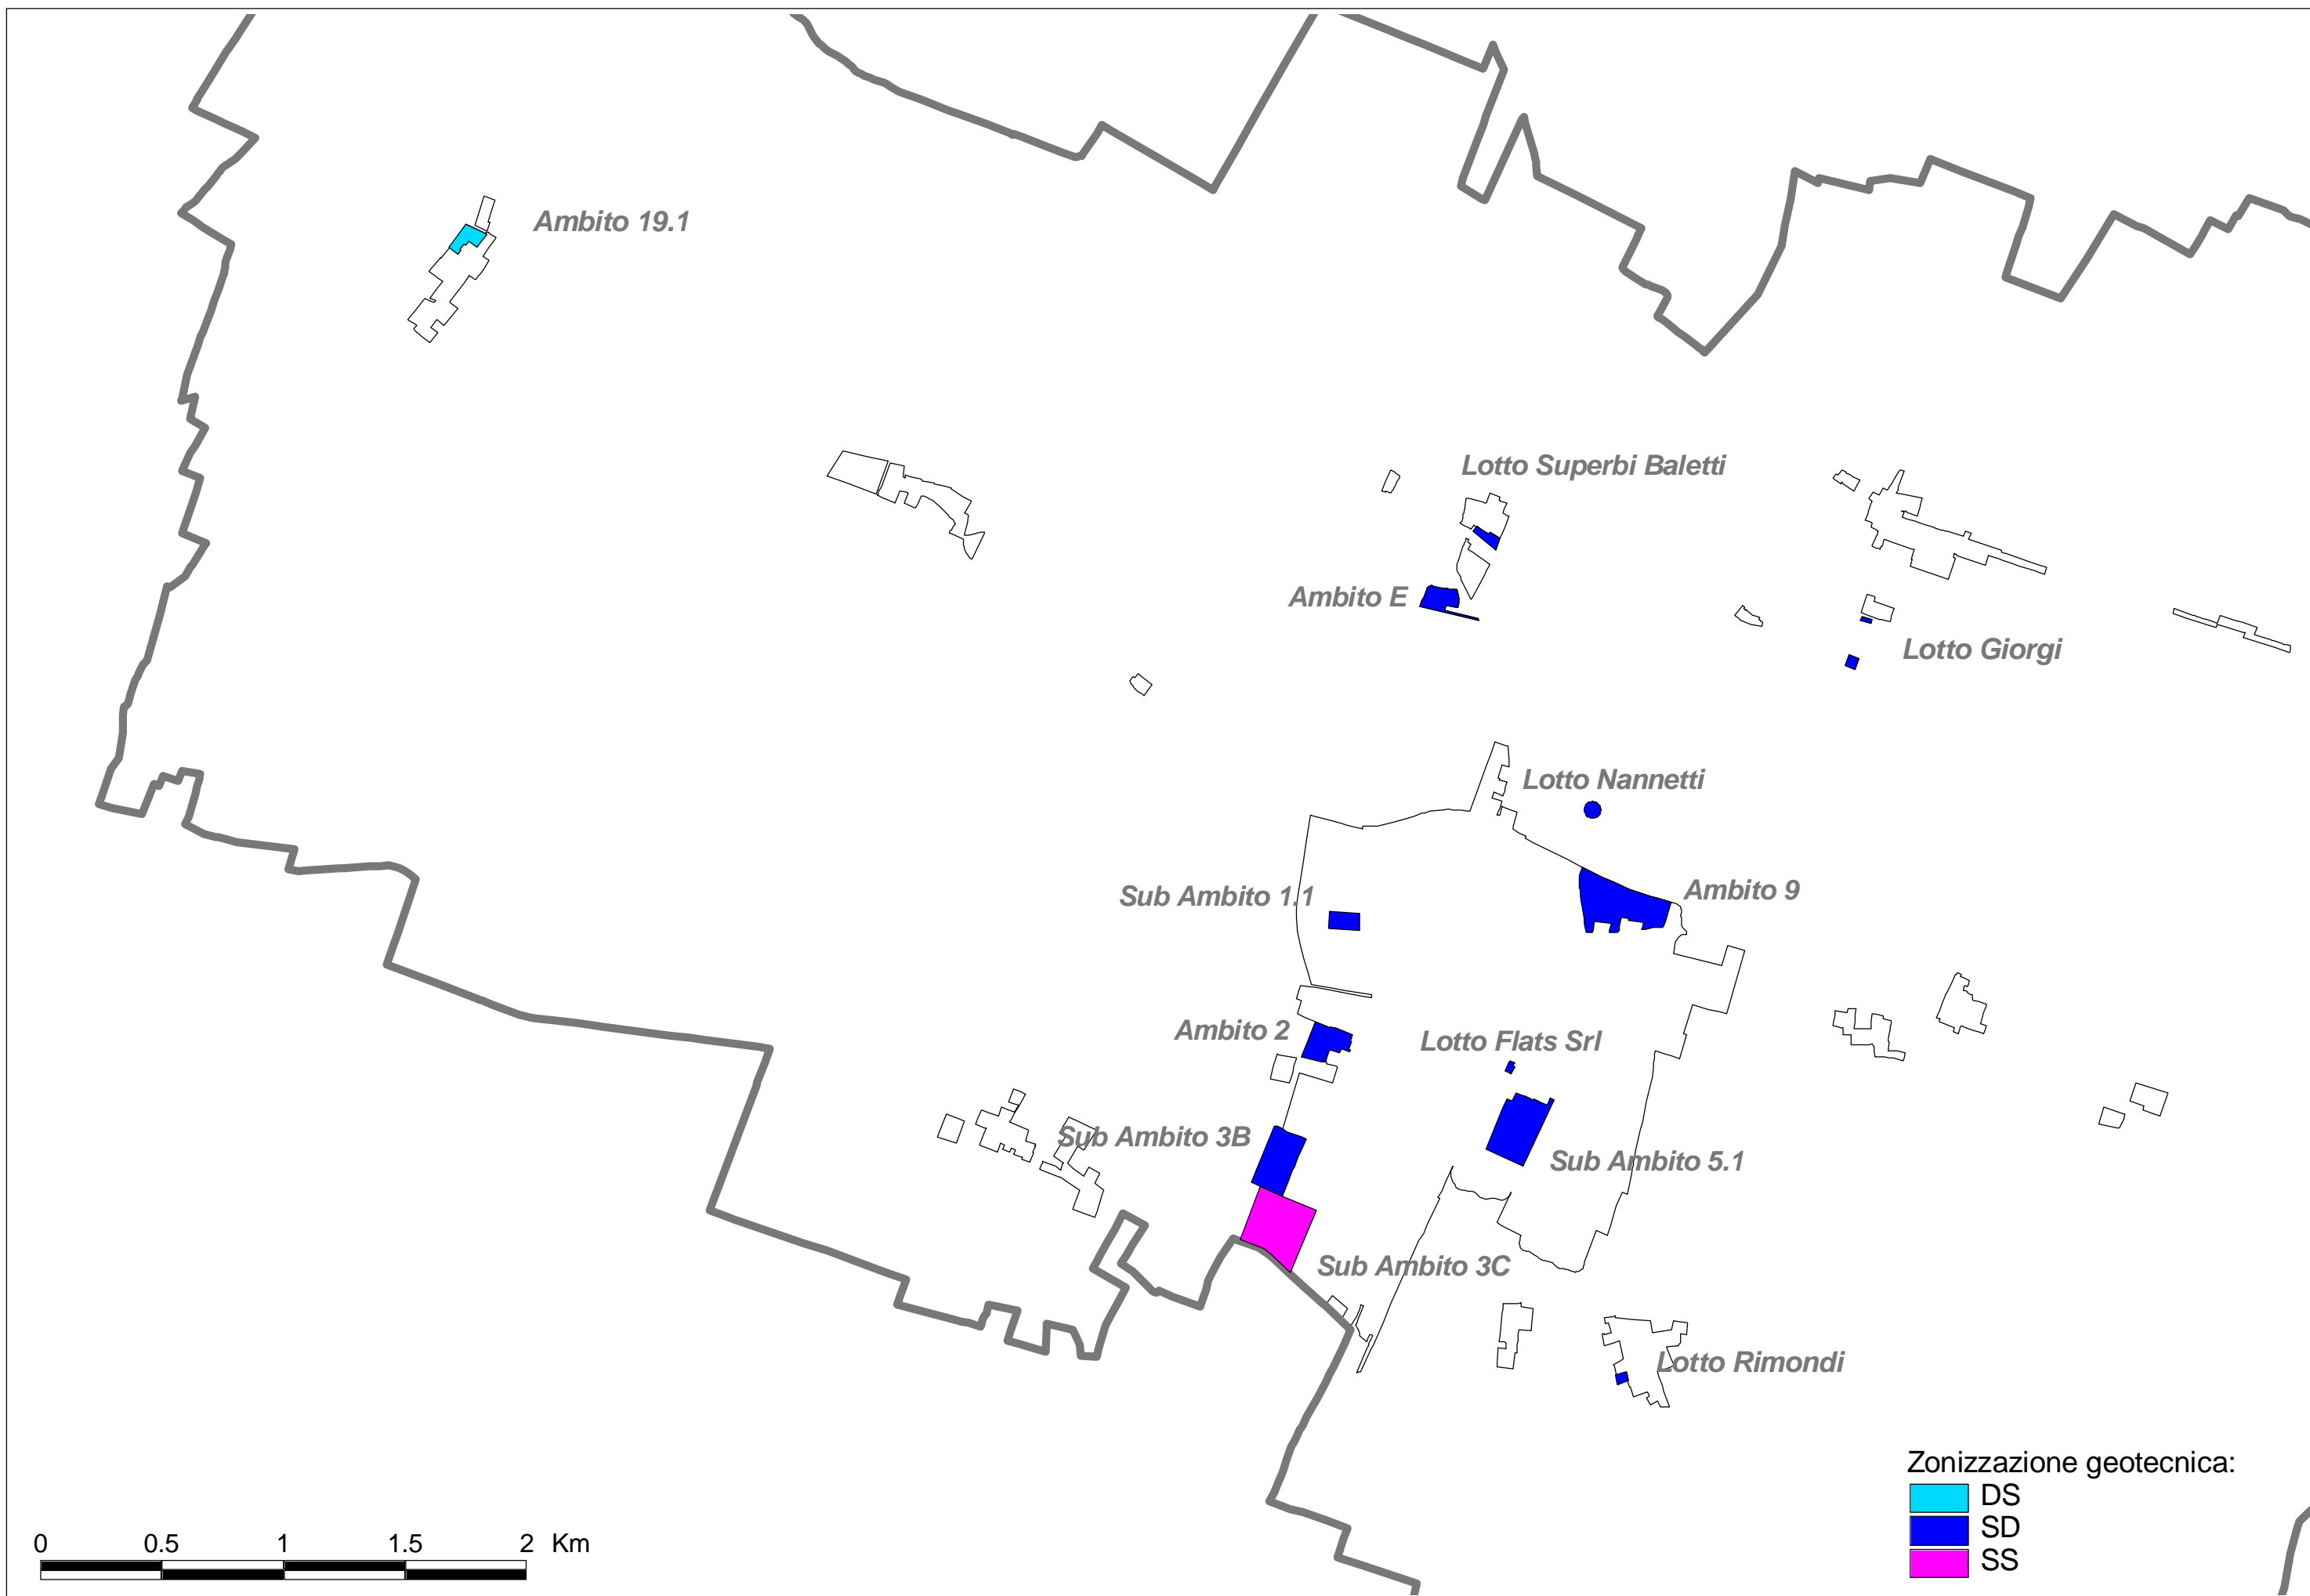 Ambito 19.1
Lotto Superbi Baletti
Ambito E
Lotto Giorgi
Lotto Nannetti
Sub Ambito 1.1
Ambito 9
Ambito 2
Lotto Flats Srl
Sub Ambito 3B
Sub Ambito 5.1
Sub Ambito 3C
Lotto Rimondi
Zonizzazione geotecnica:
DS
SD
SS
0 0.5 1 1.5 2 Km